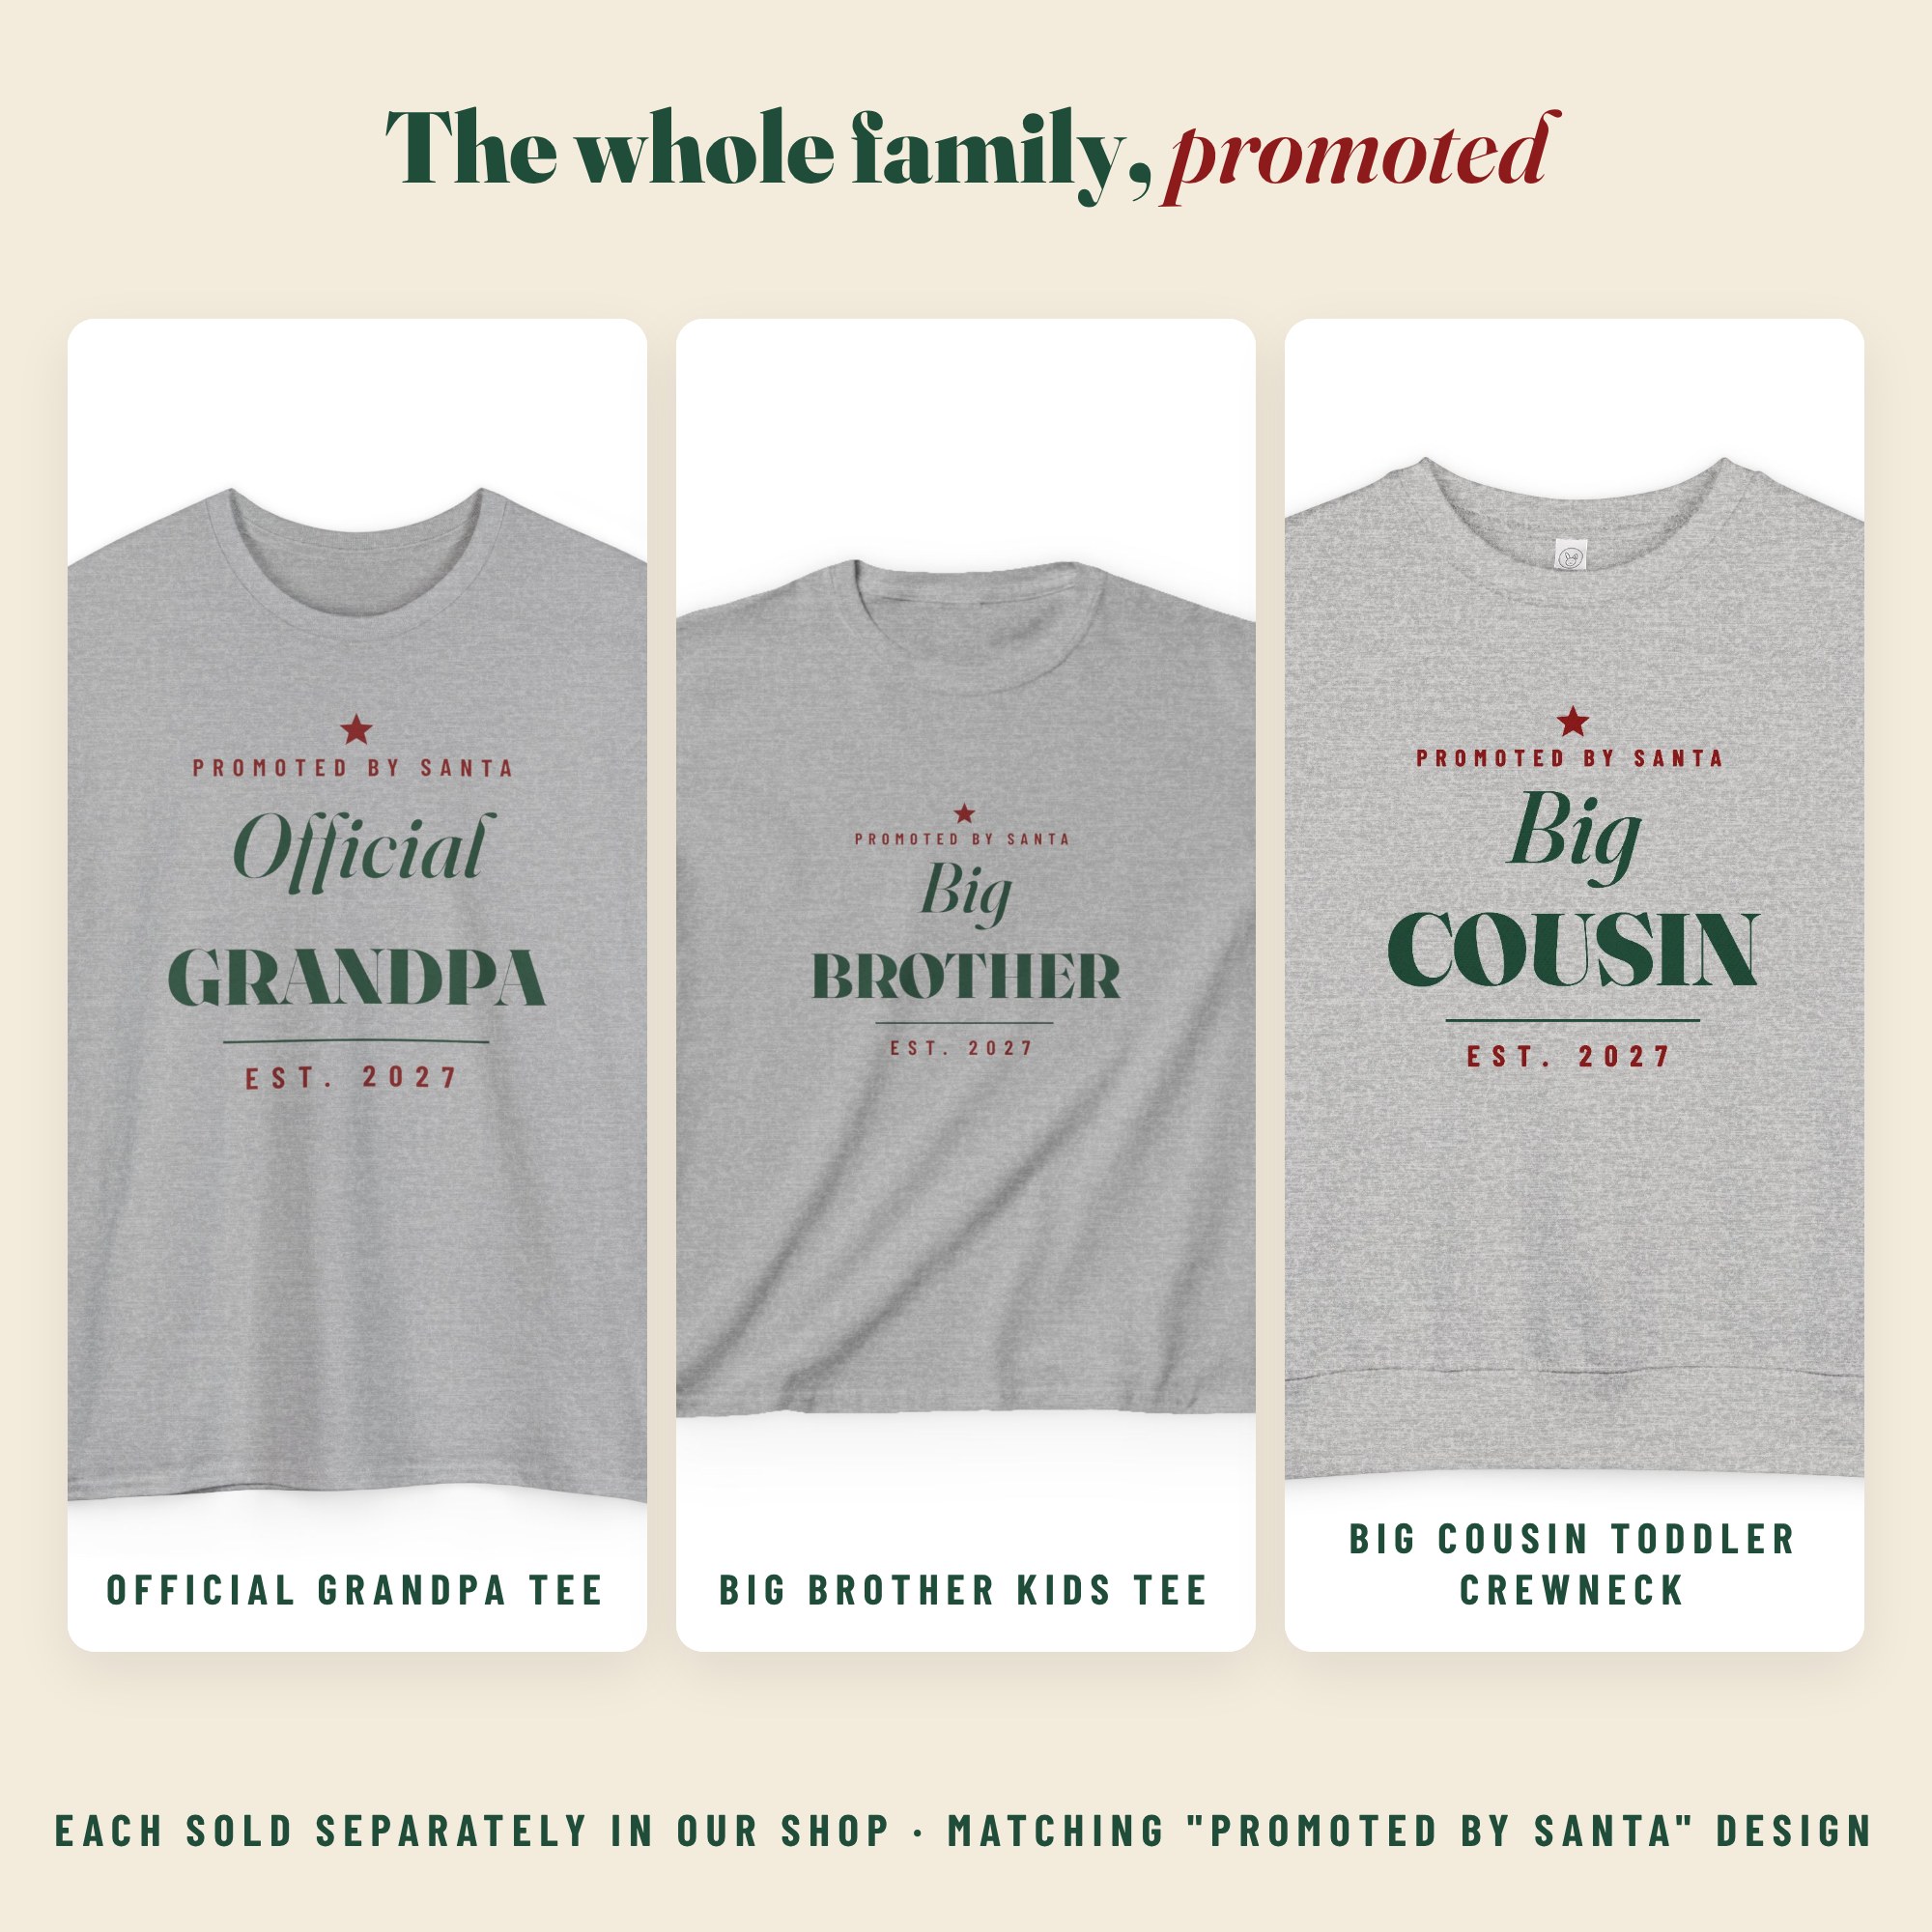 The whole family, promoted
PROMOTED BY SANTA
Official
GRANDPA
EST. 2027
OFFICIAL GRANDPA TEE
PROMOTED BY SANTA
Big
BROTHER
EST. 2027
BIG BROTHER KIDS TEE
PROMOTED BY SANTA
Big
COUSIN
EST. 2027
BIG COUSIN TODDLER
CREWNECK
EACH SOLD SEPARATELY IN OUR SHOP · MATCHING "PROMOTED BY SANTA" DESIGN